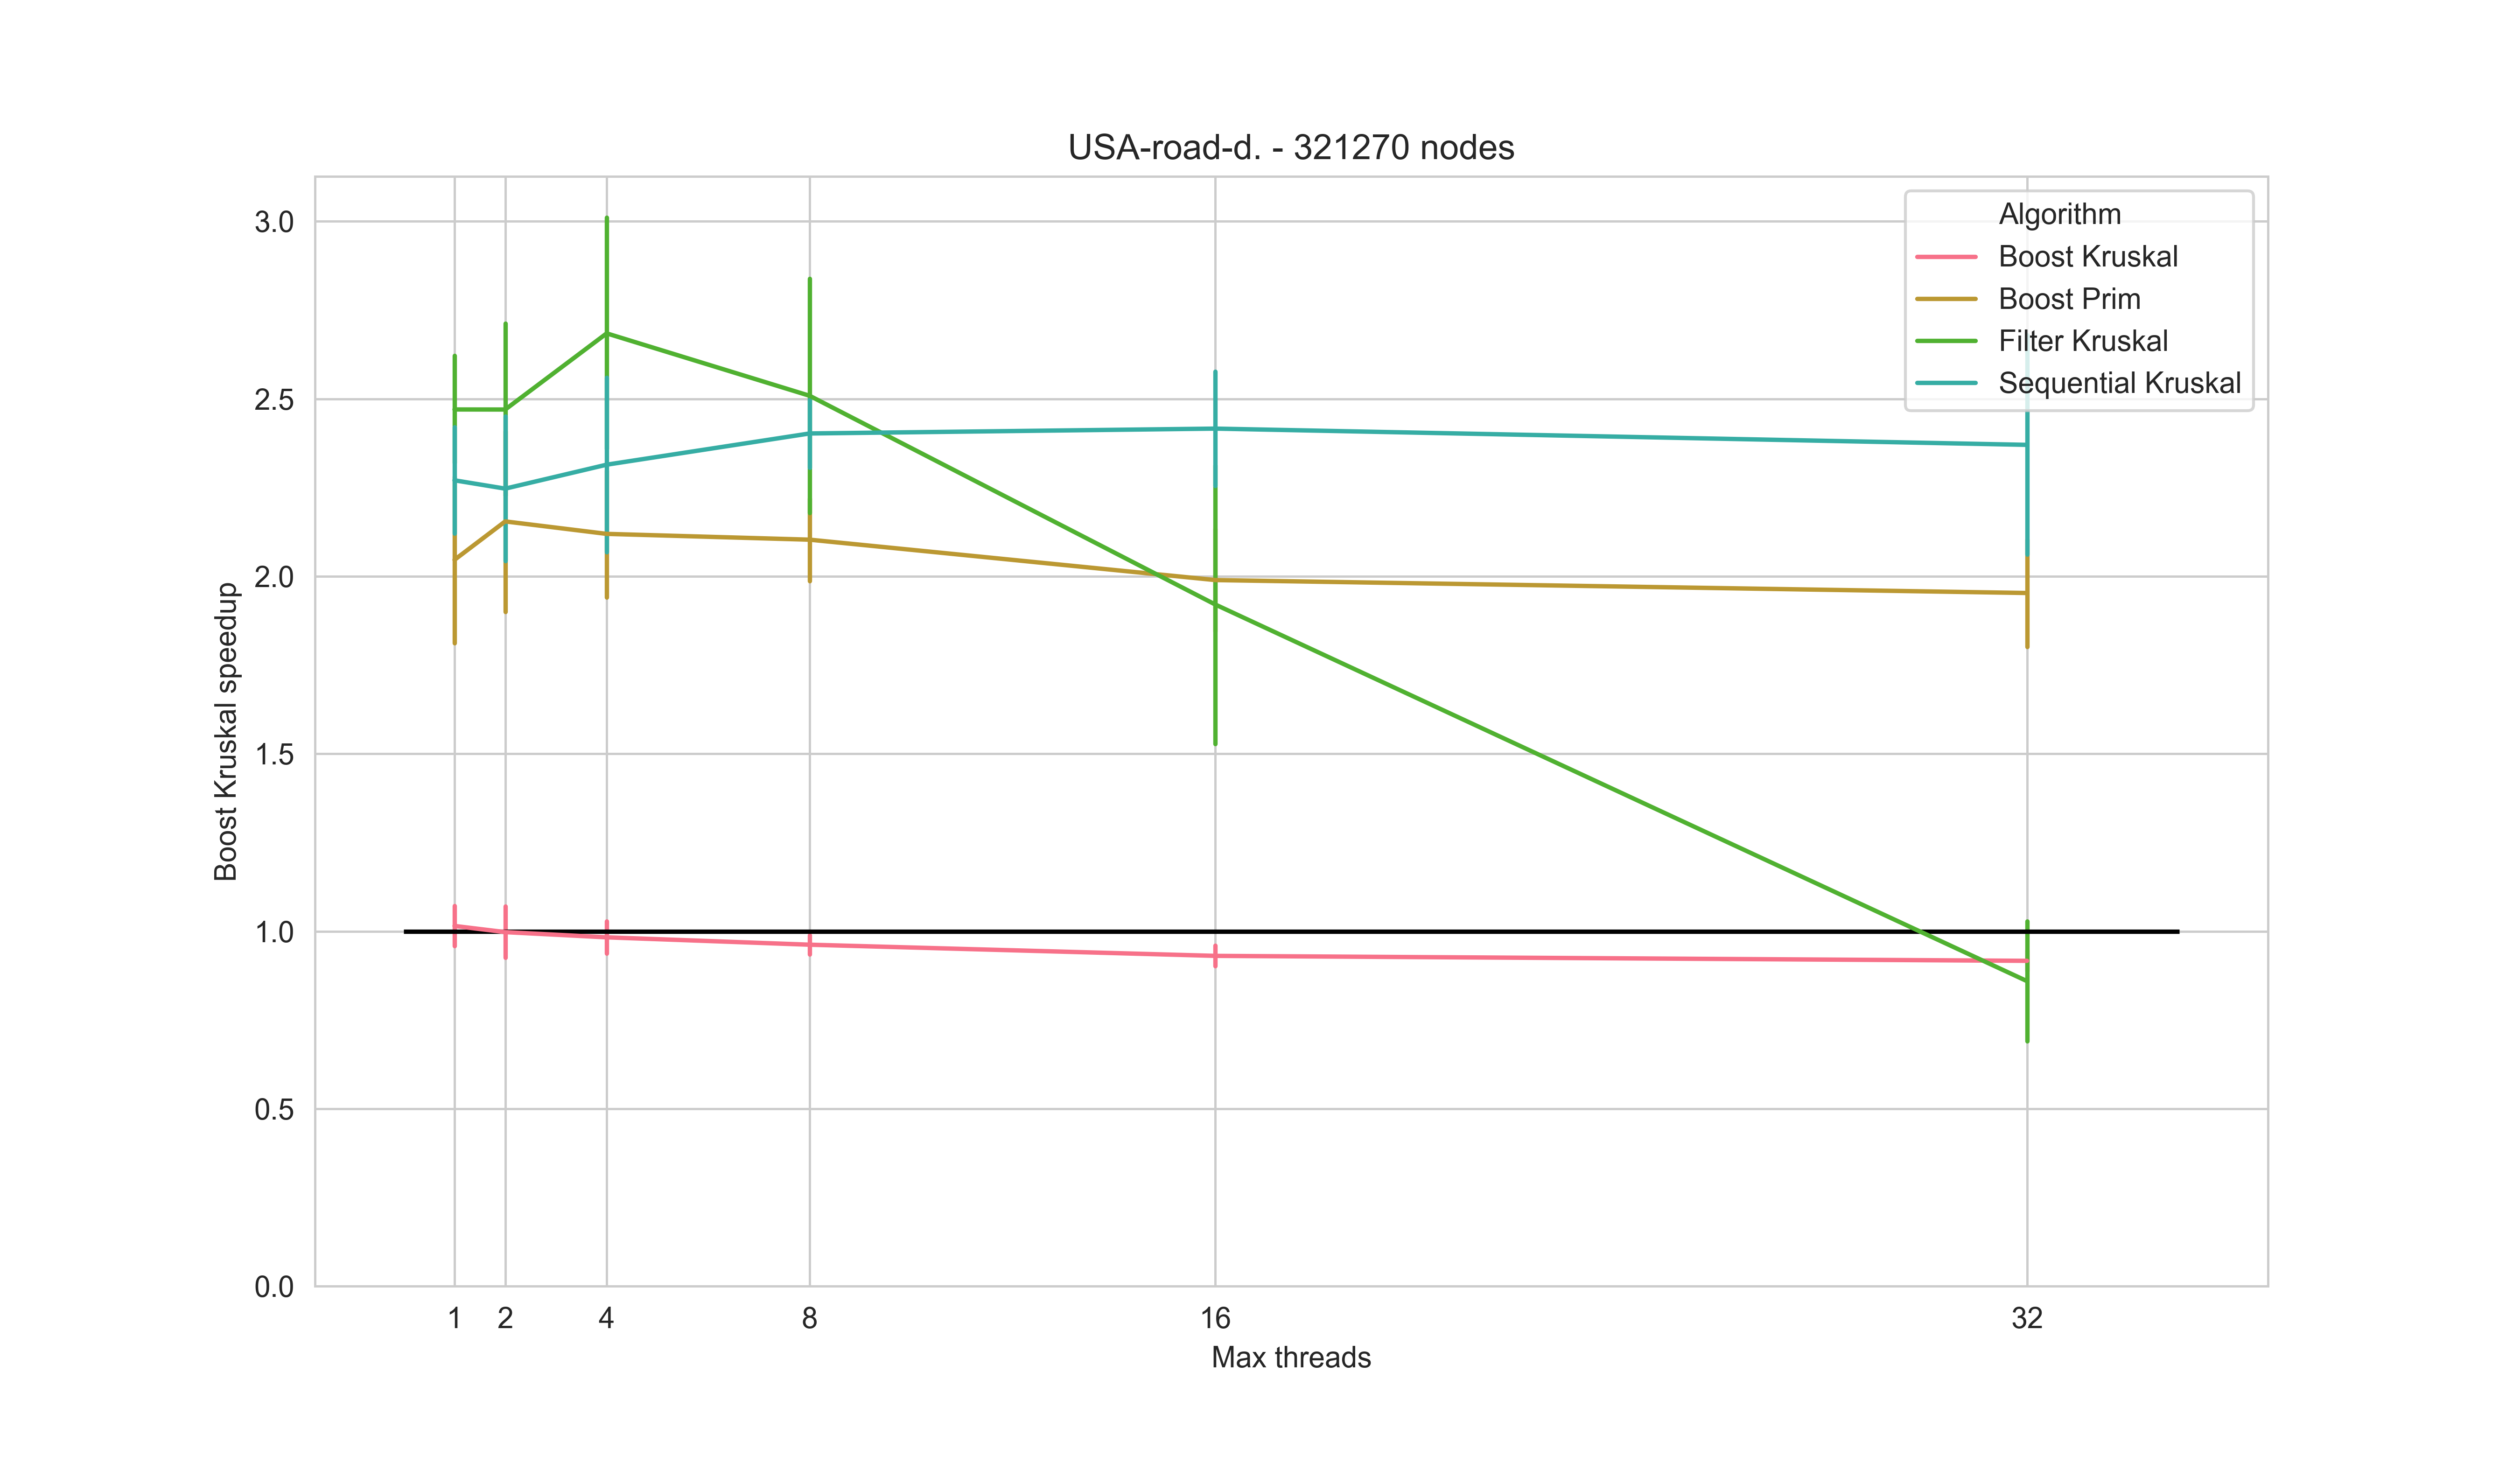 USA-road-d. - 321270 nodes
Algorithm
Boost Kruskal
Boost Prim
Filter Kruskal
Sequential Kruskal
Boost Kruskal speedup
3.0
2.5
2.0
1.5
1.0
0.5
0.0
1 2 4 8 16 32
Max threads